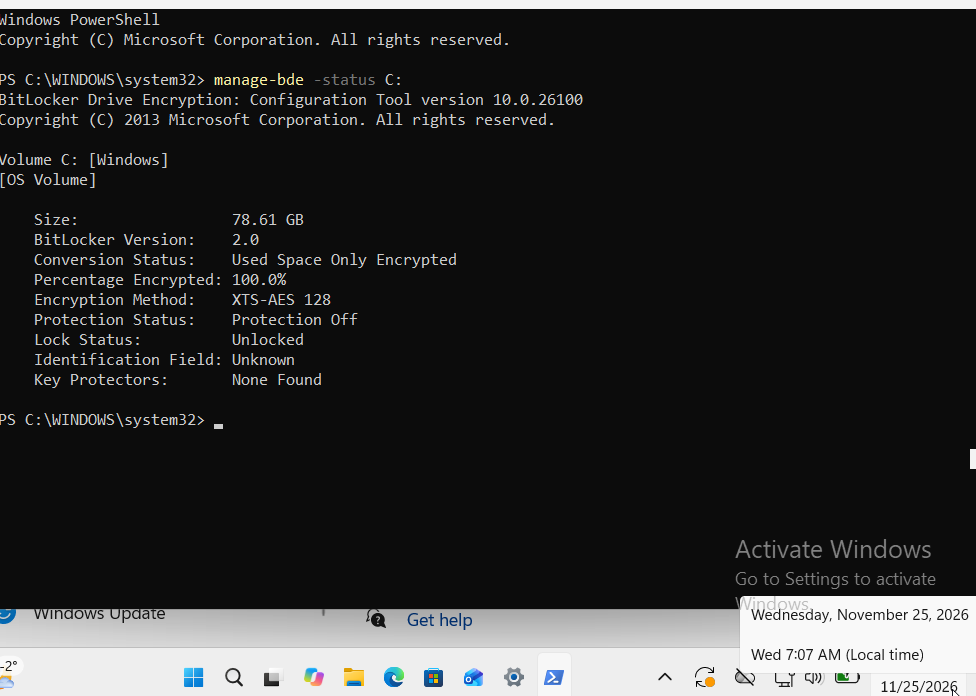 Windows PowerShell
Copyright (C) Microsoft Corporation. All rights reserved.
PS C:\WINDOWS\system32> manage-bde -status C:
BitLocker Drive Encryption: Configuration Tool version 10.0.26100
Copyright (C) 2013 Microsoft Corporation. All rights reserved.
Volume C: [Windows]
[OS Volume]
Size: 78.61 GB
BitLocker Version: 2.0
Conversion Status: Used Space Only Encrypted
Percentage Encrypted: 100.0%
Encryption Method: XTS-AES 128
Protection Status: Protection Off
Lock Status: Unlocked
Identification Field: Unknown
Key Protectors: None Found
PS C:\WINDOWS\system32>
Activate Windows
Go to Settings to activate
Windows.
Windows Update
Get help
Wednesday, November 25, 2026
Wed 7:07 AM (Local time)
-2°
11/25/2026